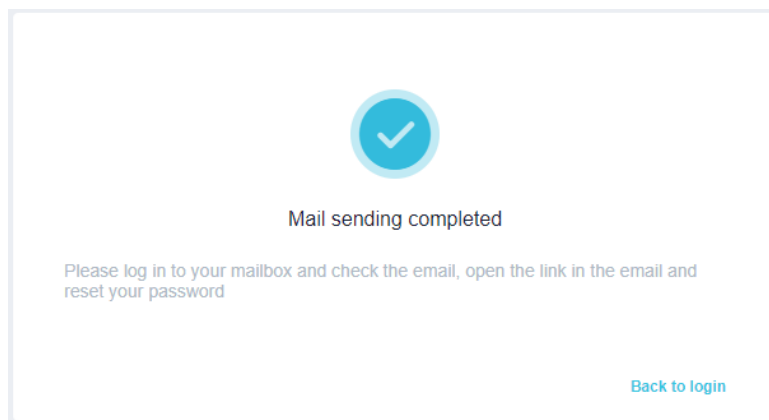 Mail sending completed
Please log in to your mailbox and check the email, open the link in the email and
reset your password
Back to login